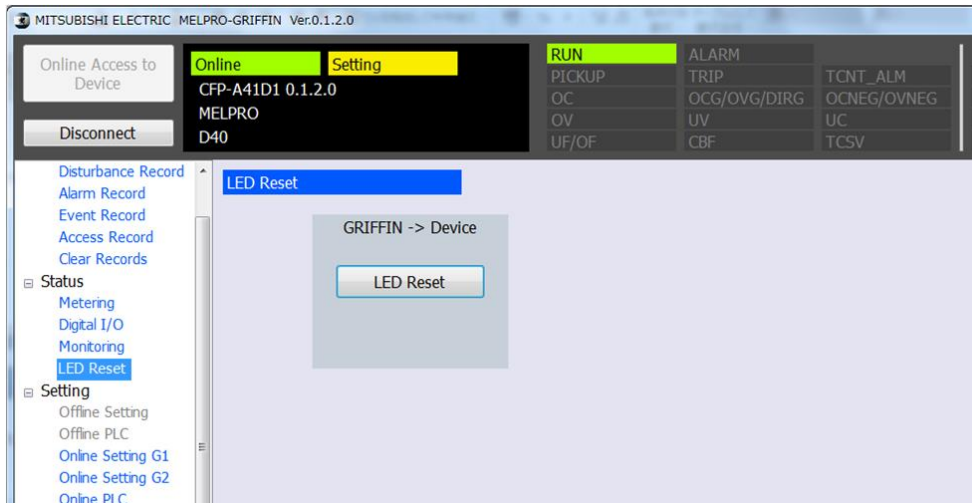 MITSUBISHI ELECTRIC MELPRO-GRIFFIN Ver.0.1.2.0
Online Access to
Device
Disconnect
Online Setting
CFP-A41D1 0.1.2.0
MELPRO
D40
RUN ALARM
PICKUP TRIP TCNT_ALM
OC OCG/OVG/DIRG OCNEG/OVNEG
OV UV UC
UF/OF CBF TCSV
Disturbance Record
Alarm Record
Event Record
Access Record
Clear Records
Status
Metering
Digital I/O
Monitoring
LED Reset
Setting
Offline Setting
Offline PLC
Online Setting G1
Online Setting G2
Online PLC
LED Reset
GRIFFIN -> Device
LED Reset